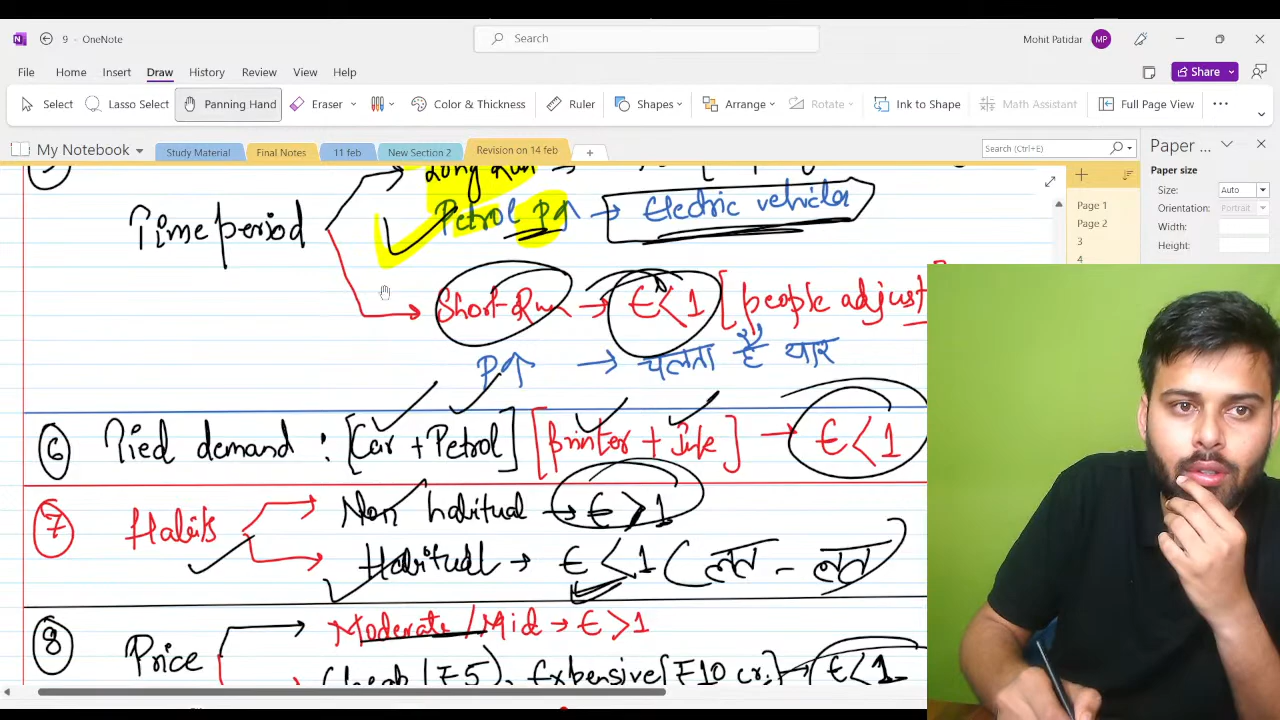 9 - OneNote
Search
Mohit Patidar MP
File Home Insert Draw History Review View Help
Share
Select Lasso Select Panning Hand Eraser Color & Thickness Ruler Shapes Arrange Rotate Ink to Shape Math Assistant Full Page View
My Notebook Study Material Final Notes 11 feb New Section 2 Revision on 14 feb
Search (Ctrl+E)
Paper
Page 1
Page 2
3
4
Paper size
Size: Auto
Orientation: Portrait
Width:
Height:
Long Run →
Time period
Petrol P↑ → Electric vehicles
Short Run → E<1 [people adjust
P↑ → चलता है यार
6 Tied demand : [Car + Petrol] [printer + Ink] → E<1
7 Habits
Non habitual → E>1
Habitual → E<1 (लत - लत)
8 Price
Moderate/Mid → E>1
Cheap (₹5), Expensive [₹10 cr.] → E<1